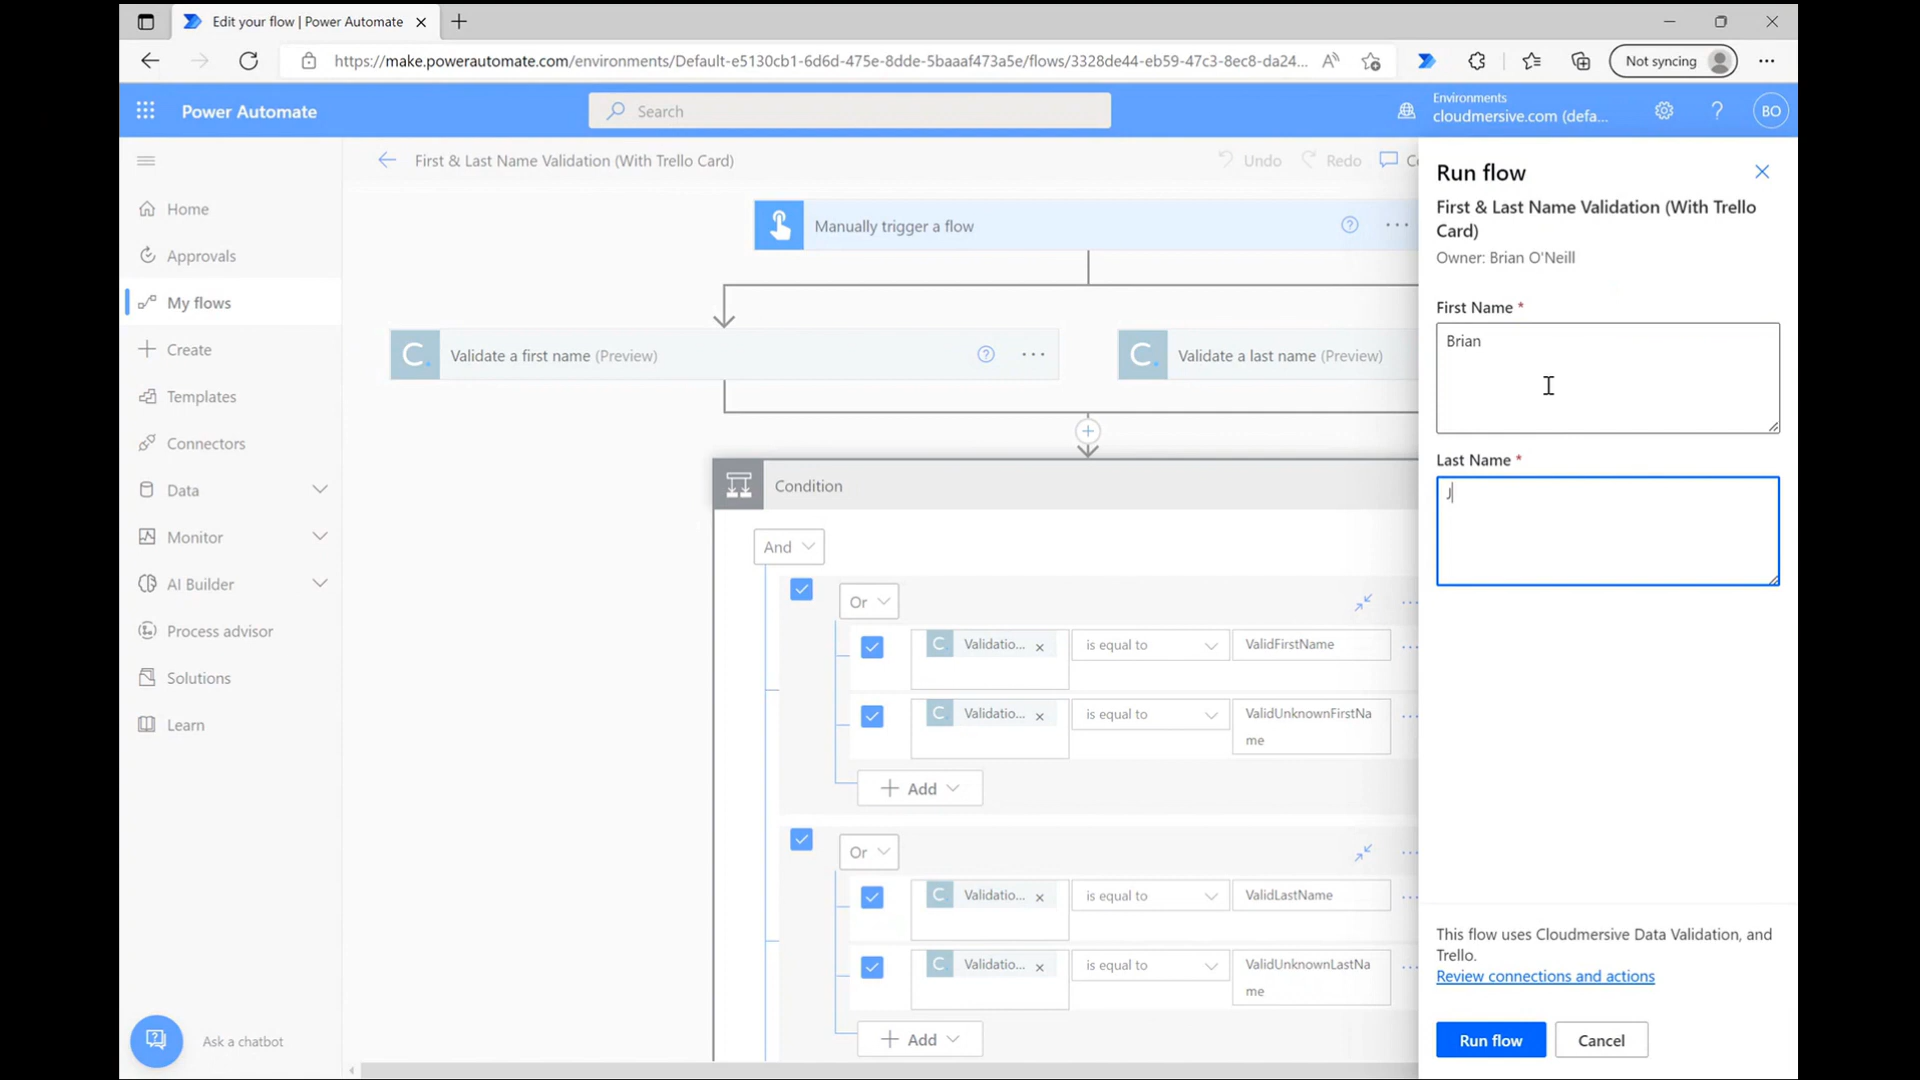 Edit your flow | Power Automate
https://make.powerautomate.com/environments/Default-e5130cb1-6d6d-475e-8dde-5baaaf473a5e/flows/3328de44-eb59-47c3-8ec8-da24...
Not syncing
Power Automate
Search
Environments
cloudmersive.com (defa...
BO
First & Last Name Validation (With Trello Card)
Undo
Redo
Home
Approvals
My flows
Create
Templates
Connectors
Data
Monitor
AI Builder
Process advisor
Solutions
Learn
Ask a chatbot
Manually trigger a flow
Validate a first name (Preview)
Validate a last name (Preview)
Condition
And
Or
Validatio...
is equal to
ValidFirstName
Validatio...
is equal to
ValidUnknownFirstNa
me
Add
Or
Validatio...
is equal to
ValidLastName
Validatio...
is equal to
ValidUnknownLastNa
me
Add
Run flow
First & Last Name Validation (With Trello
Card)
Owner: Brian O'Neill
First Name *
Brian
Last Name *
J
This flow uses Cloudmersive Data Validation, and
Trello.
Review connections and actions
Run flow
Cancel